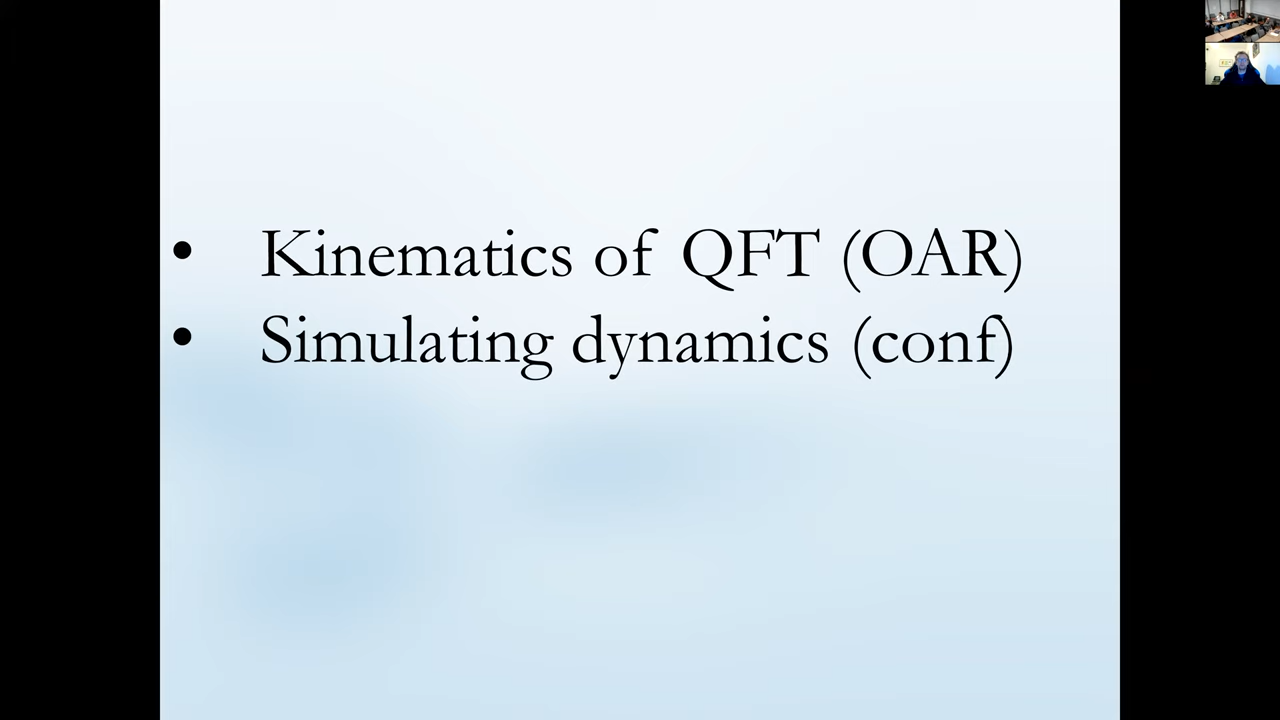 • Kinematics of QFT (OAR)
• Simulating dynamics (conf)